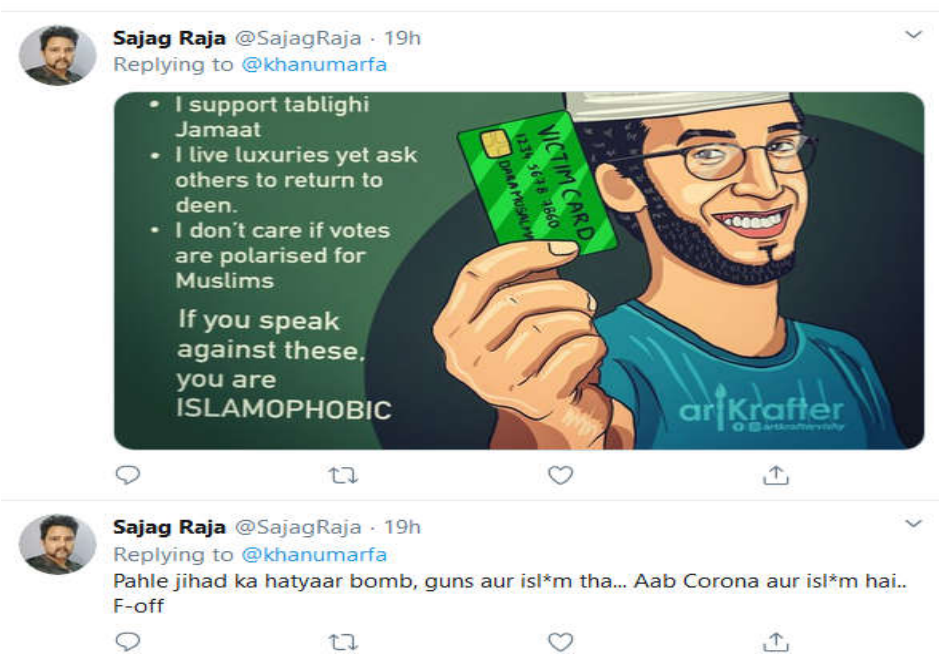 Sajag Raja @SajagRaja · 19h
Replying to @khanumarfa
• I support tablighi
Jamaat
• I live luxuries yet ask
others to return to
deen.
• I don't care if votes
are polarised for
Muslims
If you speak
against these,
you are
ISLAMOPHOBIC
VICTIM CARD
1234 5678 7860
artKrafter
Sajag Raja @SajagRaja · 19h
Replying to @khanumarfa
Pahle jihad ka hatyaar bomb, guns aur isl*m tha... Aab Corona aur isl*m hai..
F-off